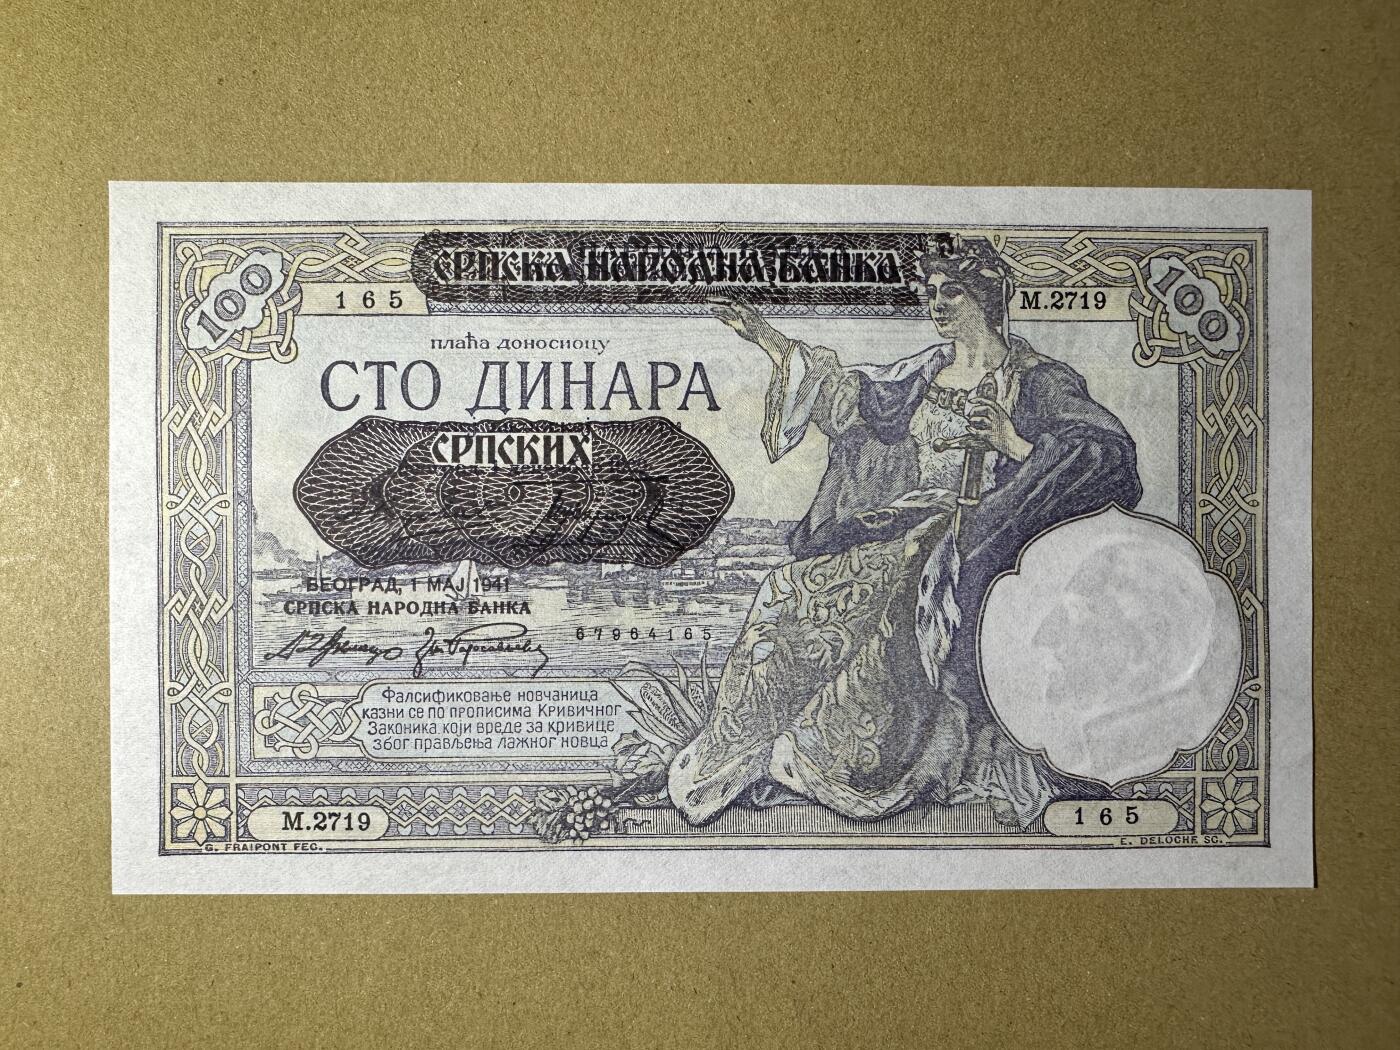 СРПСКА НАРОДНА БАНКА
100
165
М.2719
100
плаћа доносиоцу
СТО ДИНАРА
СРПСКИХ
БЕОГРАД, 1 МАЈ 1941
СРПСКА НАРОДНА БАНКА
67964165
Фалсификовање новчаница
казни се по прописима Кривичног
Законика који вреде за кривице
због прављења лажног новца
М.2719
165
G. FRAIPONT FEC.
E. DELOCHE SC.